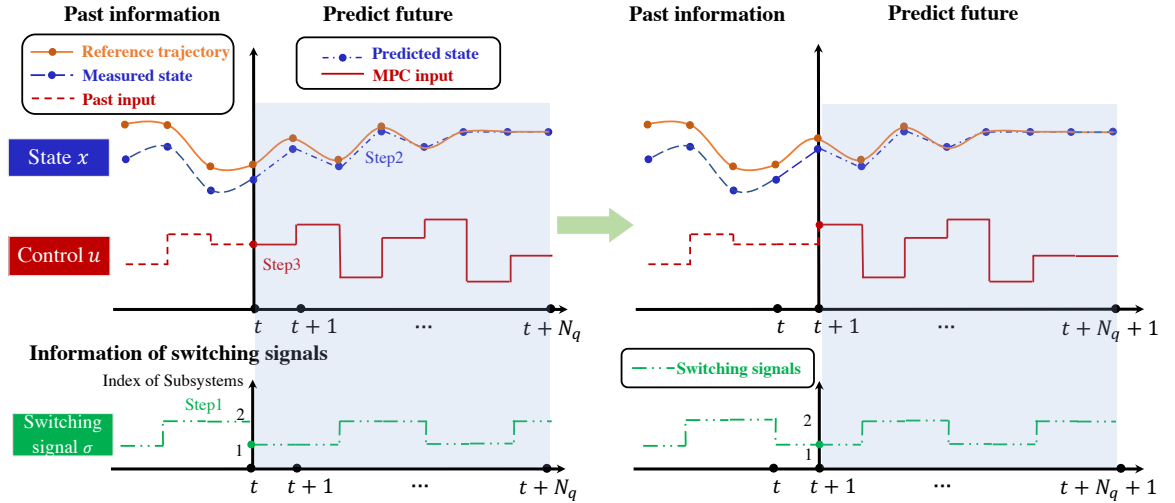 Past information
Predict future
Reference trajectory
Measured state
Past input
Predicted state
MPC input
State x
Step2
Control u
Step3
t
t + 1
...
t + N_q
Information of switching signals
Index of Subsystems
Step1
2
1
Switching
signal σ
t
t + 1
...
t + N_q
Past information
Predict future
t
t + 1
...
t + N_q + 1
Switching signals
2
1
t
t + 1
...
t + N_q + 1